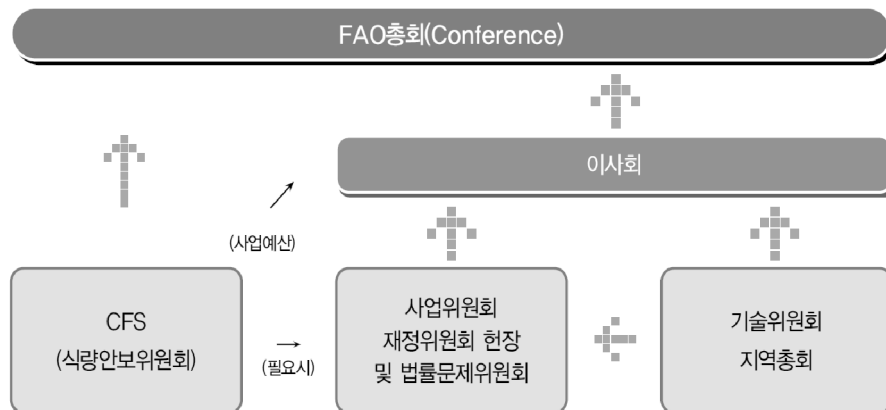 FAO총회(Conference)
이사회
(사업예산)
CFS
(식량안보위원회)
(필요시)
사업위원회
재정위원회 헌장
및 법률문제위원회
기술위원회
지역총회